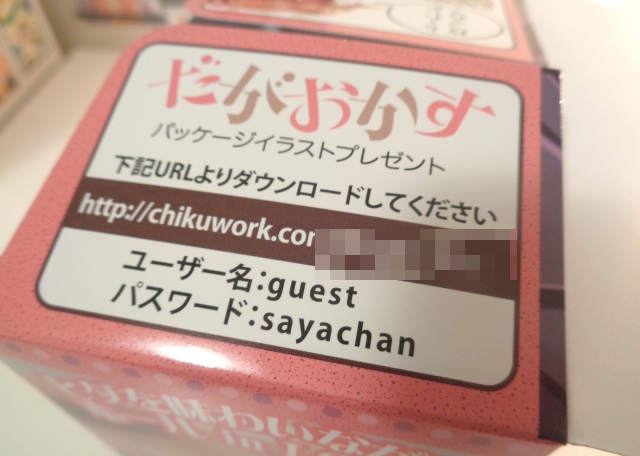 だがおかす
パッケージイラストプレゼント
下記URLよりダウンロードしてください
http://chikuwork.com
ユーザー名:guest
パスワード:sayachan